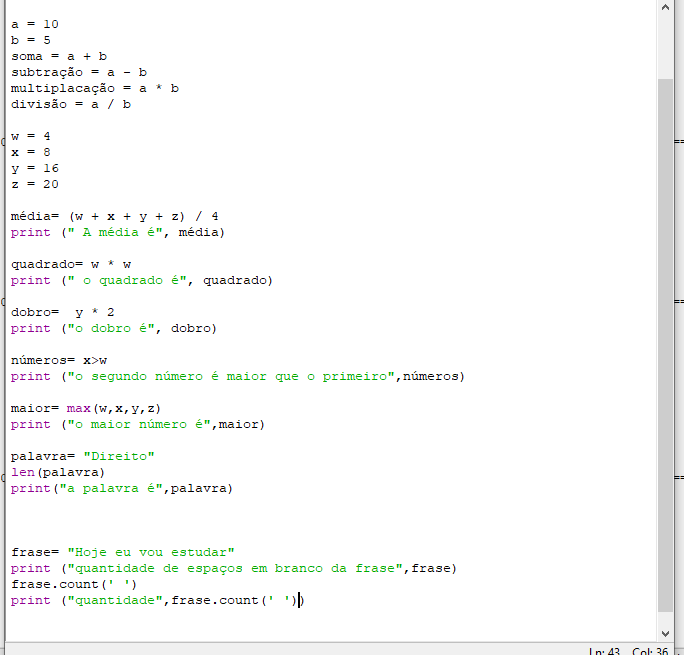 a = 10
b = 5
soma = a + b
subtração = a - b
multiplacação = a * b
divisão = a / b
w = 4
x = 8
y = 16
z = 20
média= (w + x + y + z) / 4
print (" A média é", média)
quadrado= w * w
print (" o quadrado é", quadrado)
dobro=  y * 2
print ("o dobro é", dobro)
números= x>w
print ("o segundo número é maior que o primeiro",números)
maior= max(w,x,y,z)
print ("o maior número é",maior)
palavra= "Direito"
len(palavra)
print("a palavra é",palavra)
frase= "Hoje eu vou estudar"
print ("quantidade de espaços em branco da frase",frase)
frase.count(' ')
print ("quantidade",frase.count(' '))
Ln: 43 Col: 36